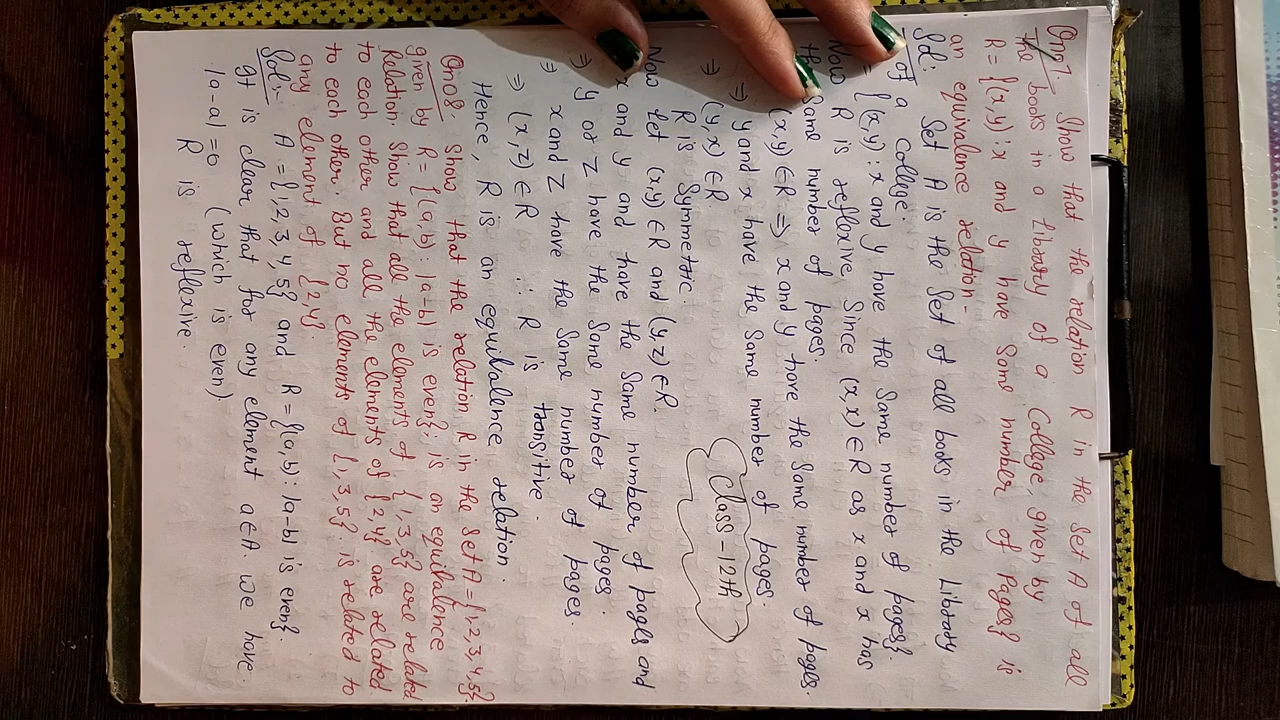 Qn7. Show that the relation R in the Set A of all
the books in a Library of a College, given by
R = {(x,y): x and y have Same number of Pages} is
an equivalence relation-
Sol: Set A is the Set of all books in the Library
of a College.
= {(x,y): x and y have the Same number of pages}.
Now R is reflexive Since (x,x) ∈ R as x and x has
the Same number of pages.
(x,y) ∈ R ⇒ x and y have the Same number of pages.
⇒ y and x have the Same number of pages.
⇒ (y,x) ∈ R
R is Symmetric.
Class-12th
Now Let (x,y) ∈ R and (y,z) ∈ R.
x and y and have the Same number of pages and
⇒ y or z have the Same number of pages.
⇒ x and z have the Same number of pages.
⇒ (x,z) ∈ R ∴ R is transitive.
Hence, R is an equivalence relation.
Qno8. Show that the relation R in the Set A = {1,2,3,4,5}
given by R = {(a,b): |a-b| is even}; is an equivalence
Relation. Show that all the elements of {1,3,5} are related
to each other and all the elements of {2,4} are related
to each other. But no elements of {1,3,5} is related to
any element of {2,4}.
Sol:- A = {1,2,3,4,5} and R = {(a,b): |a-b| is even}.
It is clear that for any element a∈A we have.
|a-a| = 0 (which is even).
R is reflexive.